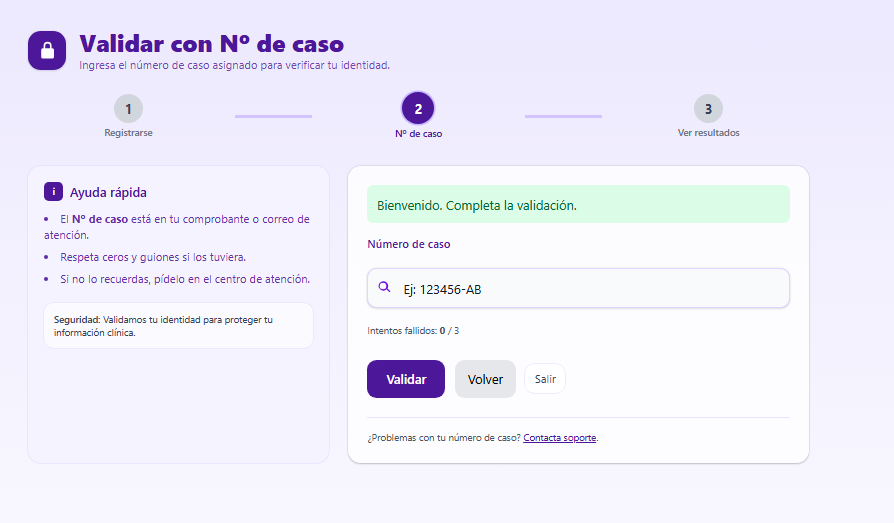 Validar con Nº de caso
Ingresa el número de caso asignado para verificar tu identidad.
1
Registrarse
2
Nº de caso
3
Ver resultados
i Ayuda rápida
• El Nº de caso está en tu comprobante o correo de
atención.
• Respeta ceros y guiones si los tuviera.
• Si no lo recuerdas, pídelo en el centro de atención.
Seguridad: Validamos tu identidad para proteger tu
información clínica.
Bienvenido. Completa la validación.
Número de caso
Ej: 123456-AB
Intentos fallidos: 0 / 3
Validar Volver Salir
¿Problemas con tu número de caso? Contacta soporte.